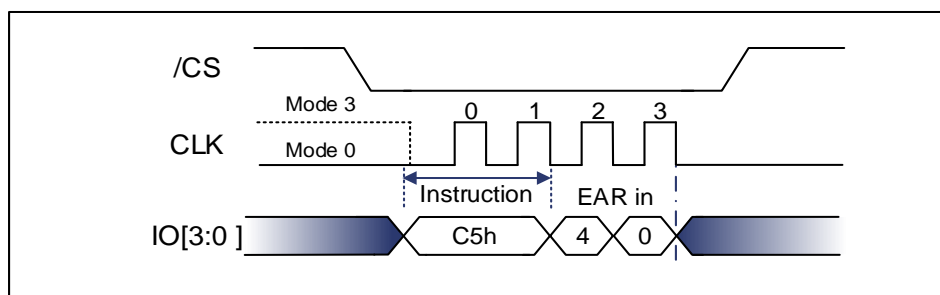 /CS
Mode 3
0 1 2 3
CLK
Mode 0
Instruction EAR in
IO[3:0 ] C5h 4 0